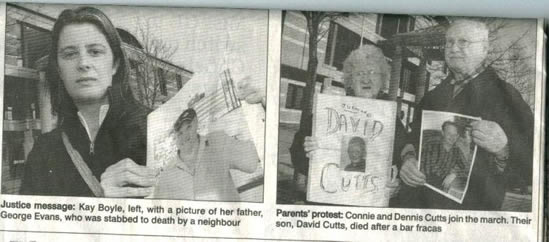 DAVID
CUTTS
Justice message: Kay Boyle, left, with a picture of her father,
George Evans, who was stabbed to death by a neighbour
Parents' protest: Connie and Dennis Cutts join the march. Their
son, David Cutts, died after a bar fracas